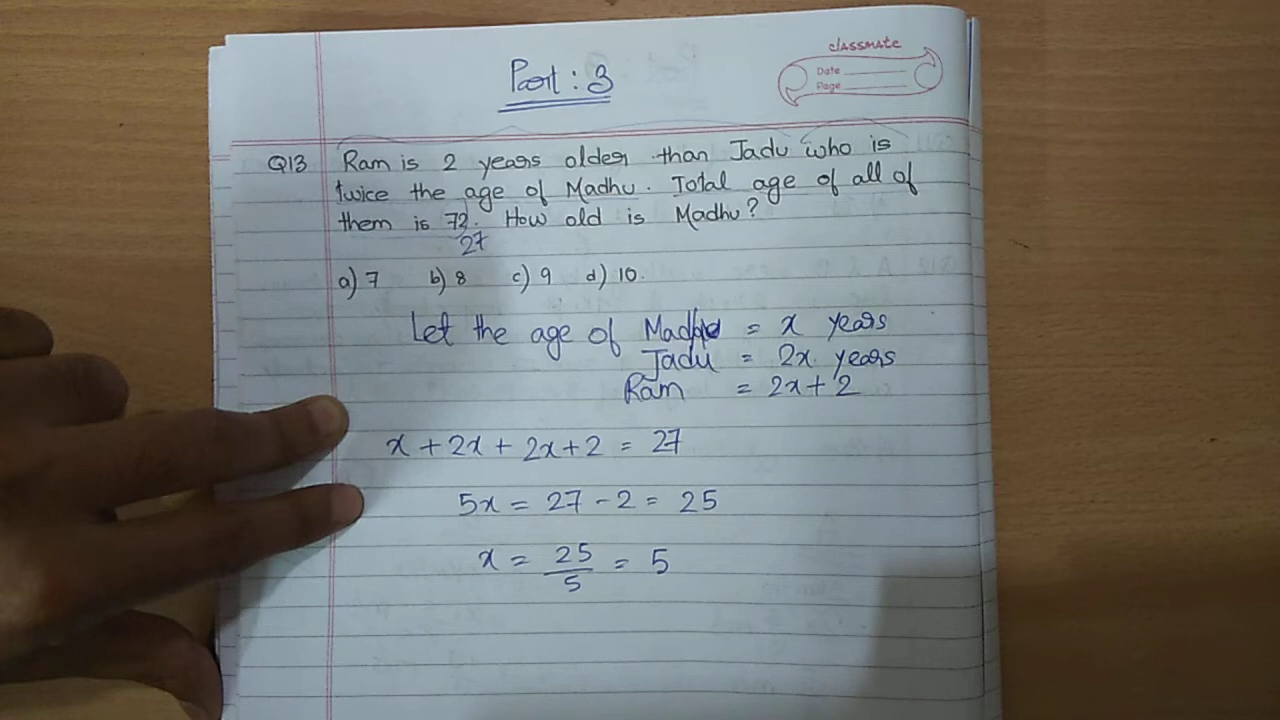 Part : 3
classmate
Date
Page
Q13 Ram is 2 years older than Jadu who is
twice the age of Madhu. Total age of all of
them is 72. How old is Madhu?
27
a) 7 b) 8 c) 9 d) 10.
Let the age of Madhu = x years
Jadu = 2x years
Ram = 2x + 2
x + 2x + 2x + 2 = 27
5x = 27 - 2 = 25
x = 25/5 = 5